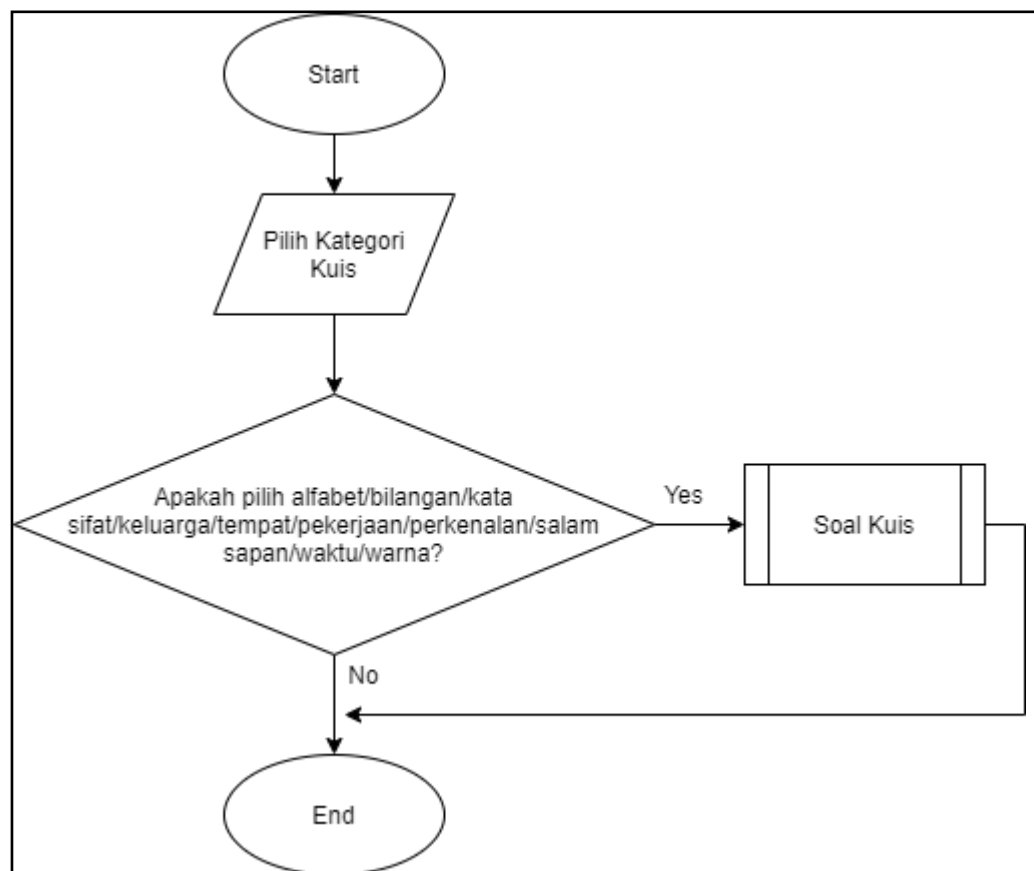 Start
Pilih Kategori
Kuis
Apakah pilih alfabet/bilangan/kata
sifat/keluarga/tempat/pekerjaan/perkenalan/salam
sapan/waktu/warna?
Yes
Soal Kuis
No
End